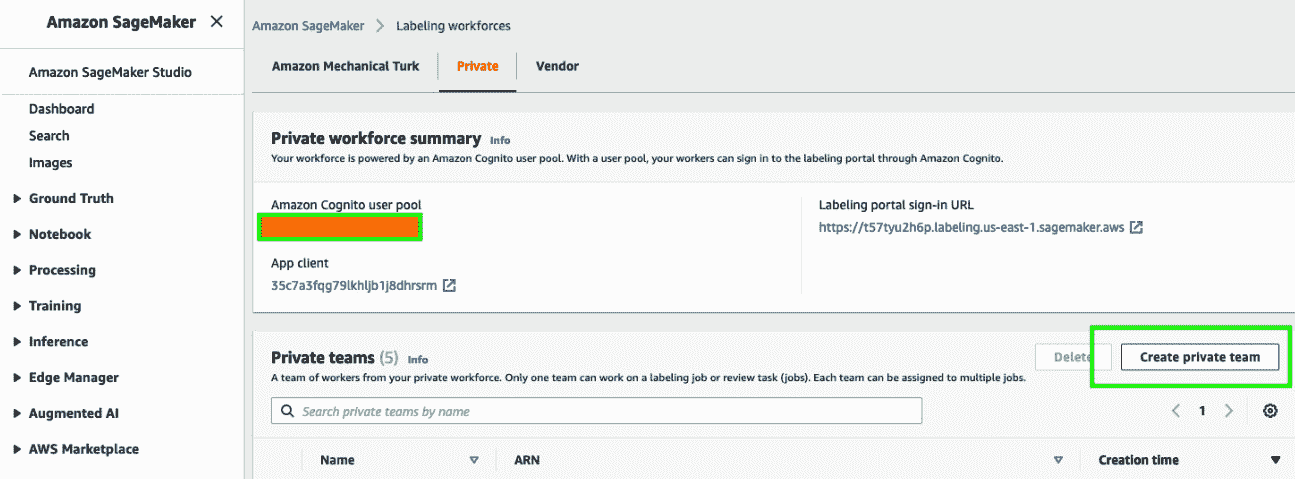 Amazon SageMaker
Amazon SageMaker Studio
Dashboard
Search
Images
Ground Truth
Notebook
Processing
Training
Inference
Edge Manager
Augmented AI
AWS Marketplace
Amazon SageMaker > Labeling workforces
Amazon Mechanical Turk Private Vendor
Private workforce summary Info
Your workforce is powered by an Amazon Cognito user pool. With a user pool, your workers can sign in to the labeling portal through Amazon Cognito.
Amazon Cognito user pool
App client
35c7a3fqg79lkhljb1j8dhrsrm
Labeling portal sign-in URL
https://t57tyu2h6p.labeling.us-east-1.sagemaker.aws
Private teams (5) Info
Delete Create private team
A team of workers from your private workforce. Only one team can work on a labeling job or review task (jobs). Each team can be assigned to multiple jobs.
Search private teams by name
1
Name ARN Creation time